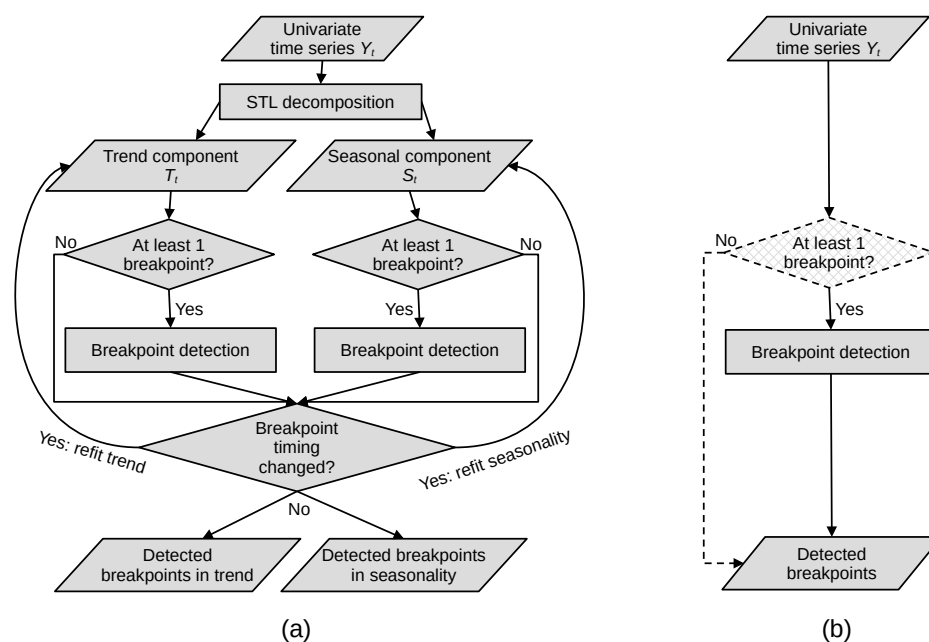 Univariate
time series Yₜ
STL decomposition
Trend component
Tₜ
Seasonal component
Sₜ
No
At least 1
breakpoint?
At least 1
breakpoint?
No
Yes
Yes
Breakpoint detection
Breakpoint detection
Breakpoint
timing
changed?
Yes: refit trend
Yes: refit seasonality
No
Detected
breakpoints in trend
Detected breakpoints
in seasonality
(a)
Univariate
time series Yₜ
No
At least 1
breakpoint?
Yes
Breakpoint detection
Detected
breakpoints
(b)